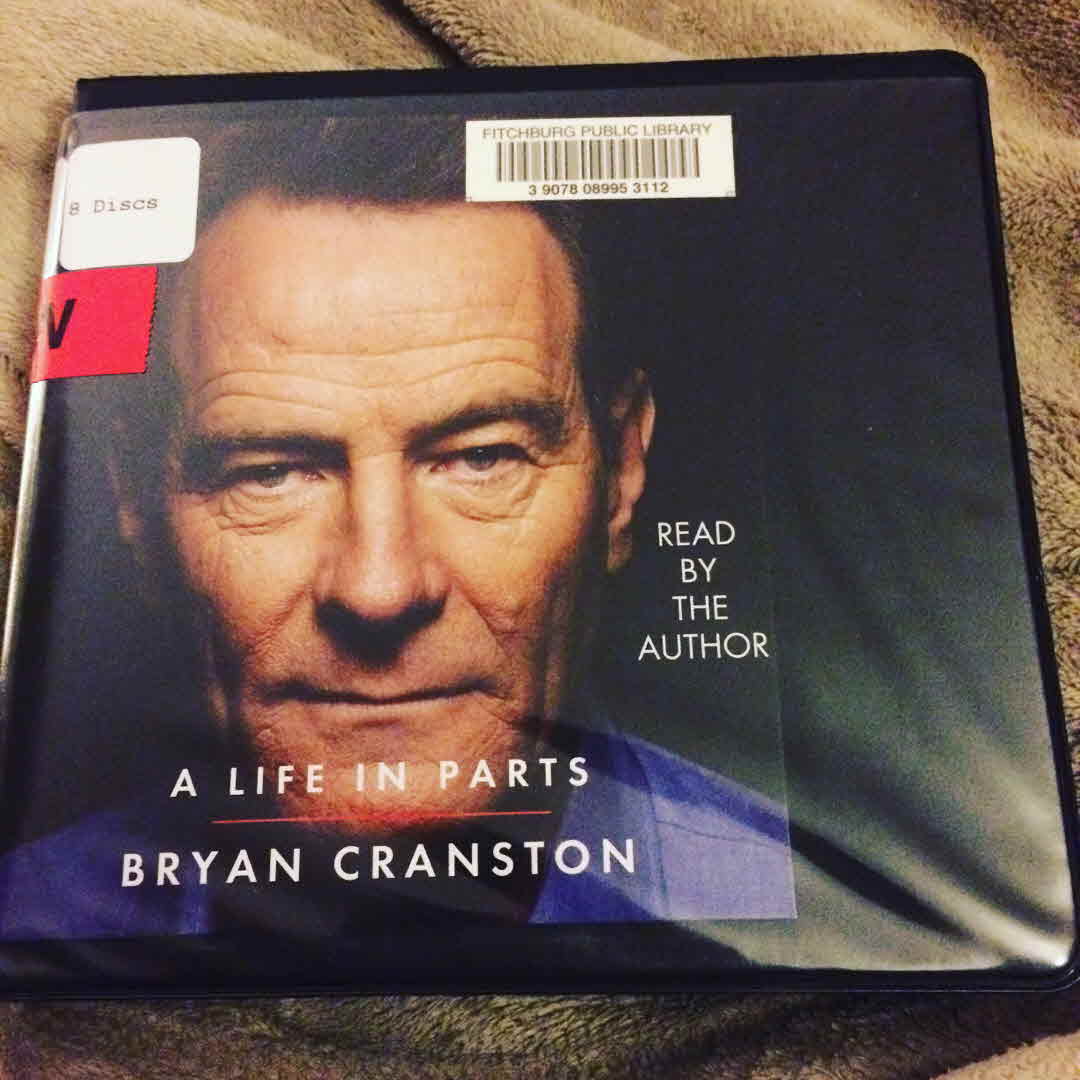 FITCHBURG PUBLIC LIBRARY
3 9078 08995 3112
8 Discs
READ
BY
THE
AUTHOR
A LIFE IN PARTS
BRYAN CRANSTON